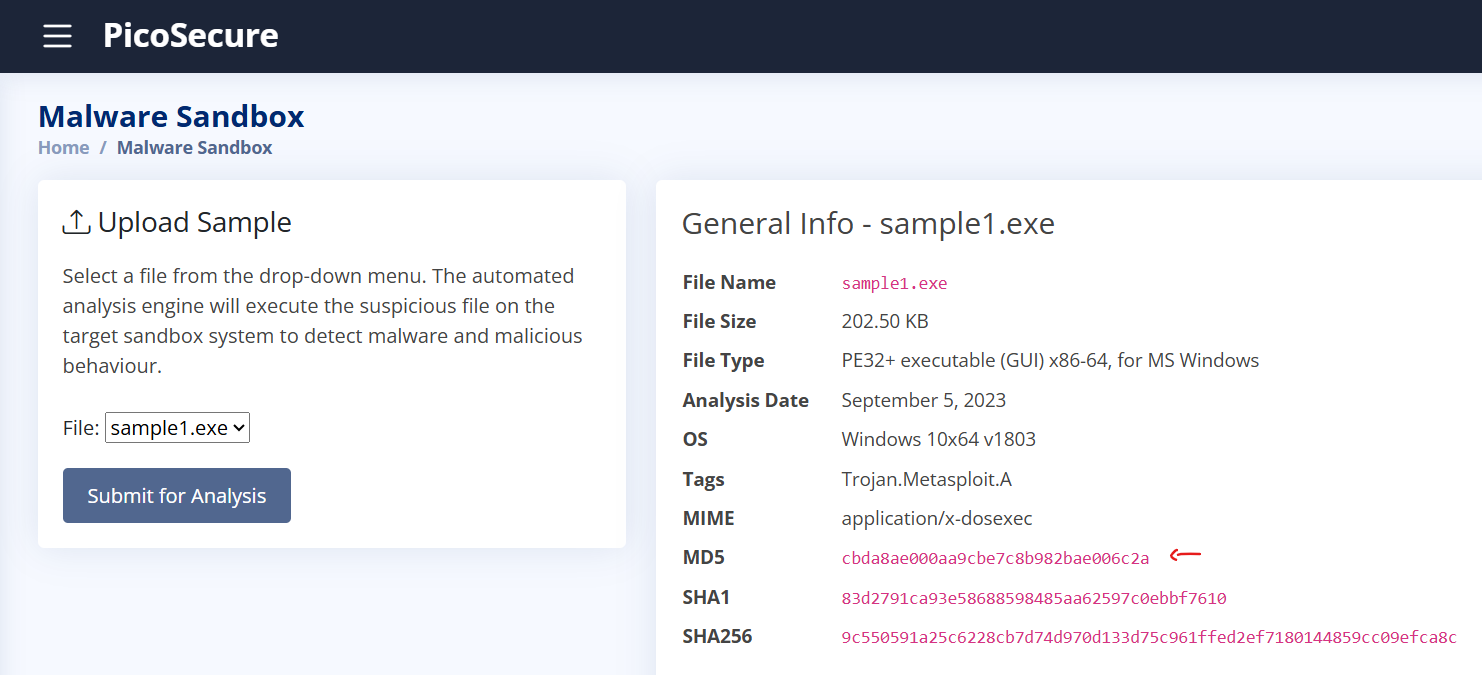 PicoSecure
Malware Sandbox
Home / Malware Sandbox
Upload Sample
Select a file from the drop-down menu. The automated
analysis engine will execute the suspicious file on the
target sandbox system to detect malware and malicious
behaviour.
File: sample1.exe
Submit for Analysis
General Info - sample1.exe
File Name sample1.exe
File Size 202.50 KB
File Type PE32+ executable (GUI) x86-64, for MS Windows
Analysis Date September 5, 2023
OS Windows 10x64 v1803
Tags Trojan.Metasploit.A
MIME application/x-dosexec
MD5 cbda8ae000aa9cbe7c8b982bae006c2a
SHA1 83d2791ca93e58688598485aa62597c0ebbf7610
SHA256 9c550591a25c6228cb7d74d970d133d75c961ffed2ef7180144859cc09efca8c